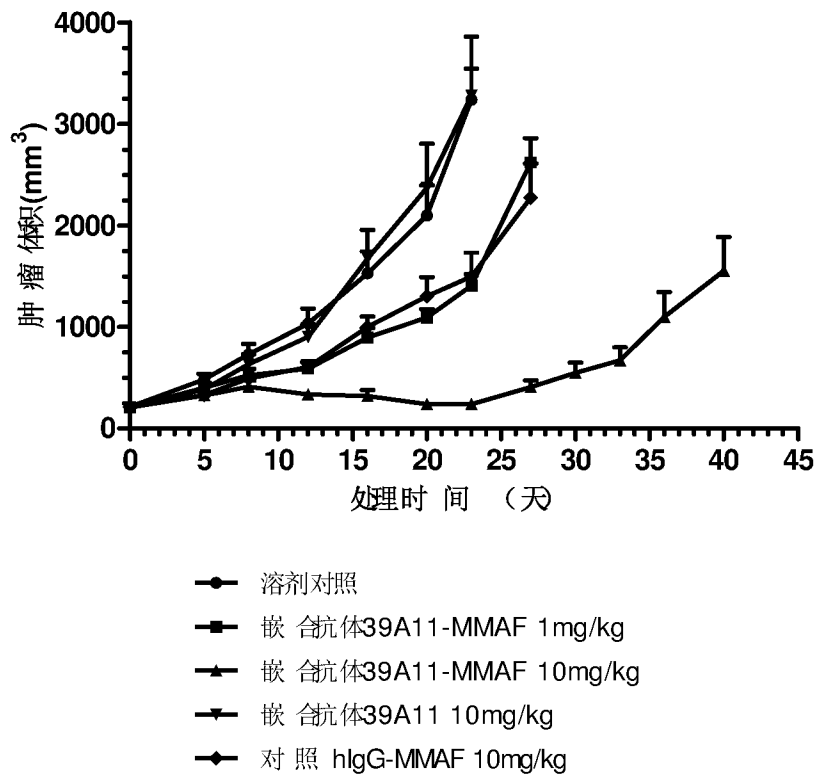 4000
3000
2000
1000
0
肿瘤体积(mm3)
0 5 10 15 20 25 30 35 40 45
处理时间 (天)
溶剂对照
嵌合抗体39A11-MMAF 1mg/kg
嵌合抗体39A11-MMAF 10mg/kg
嵌合抗体39A11 10mg/kg
对照 hIgG-MMAF 10mg/kg